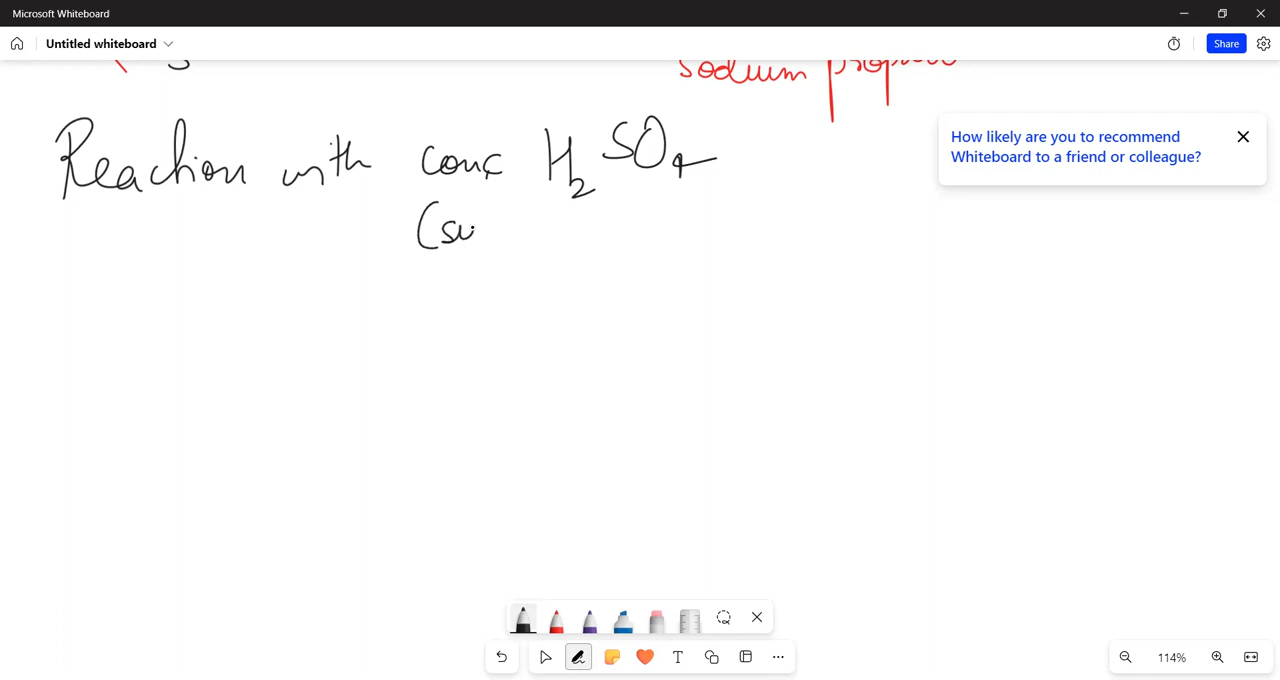 Microsoft Whiteboard
Untitled whiteboard
Share
sodium
Reaction with conc H₂SO₄
(su
How likely are you to recommend
Whiteboard to a friend or colleague?
114%